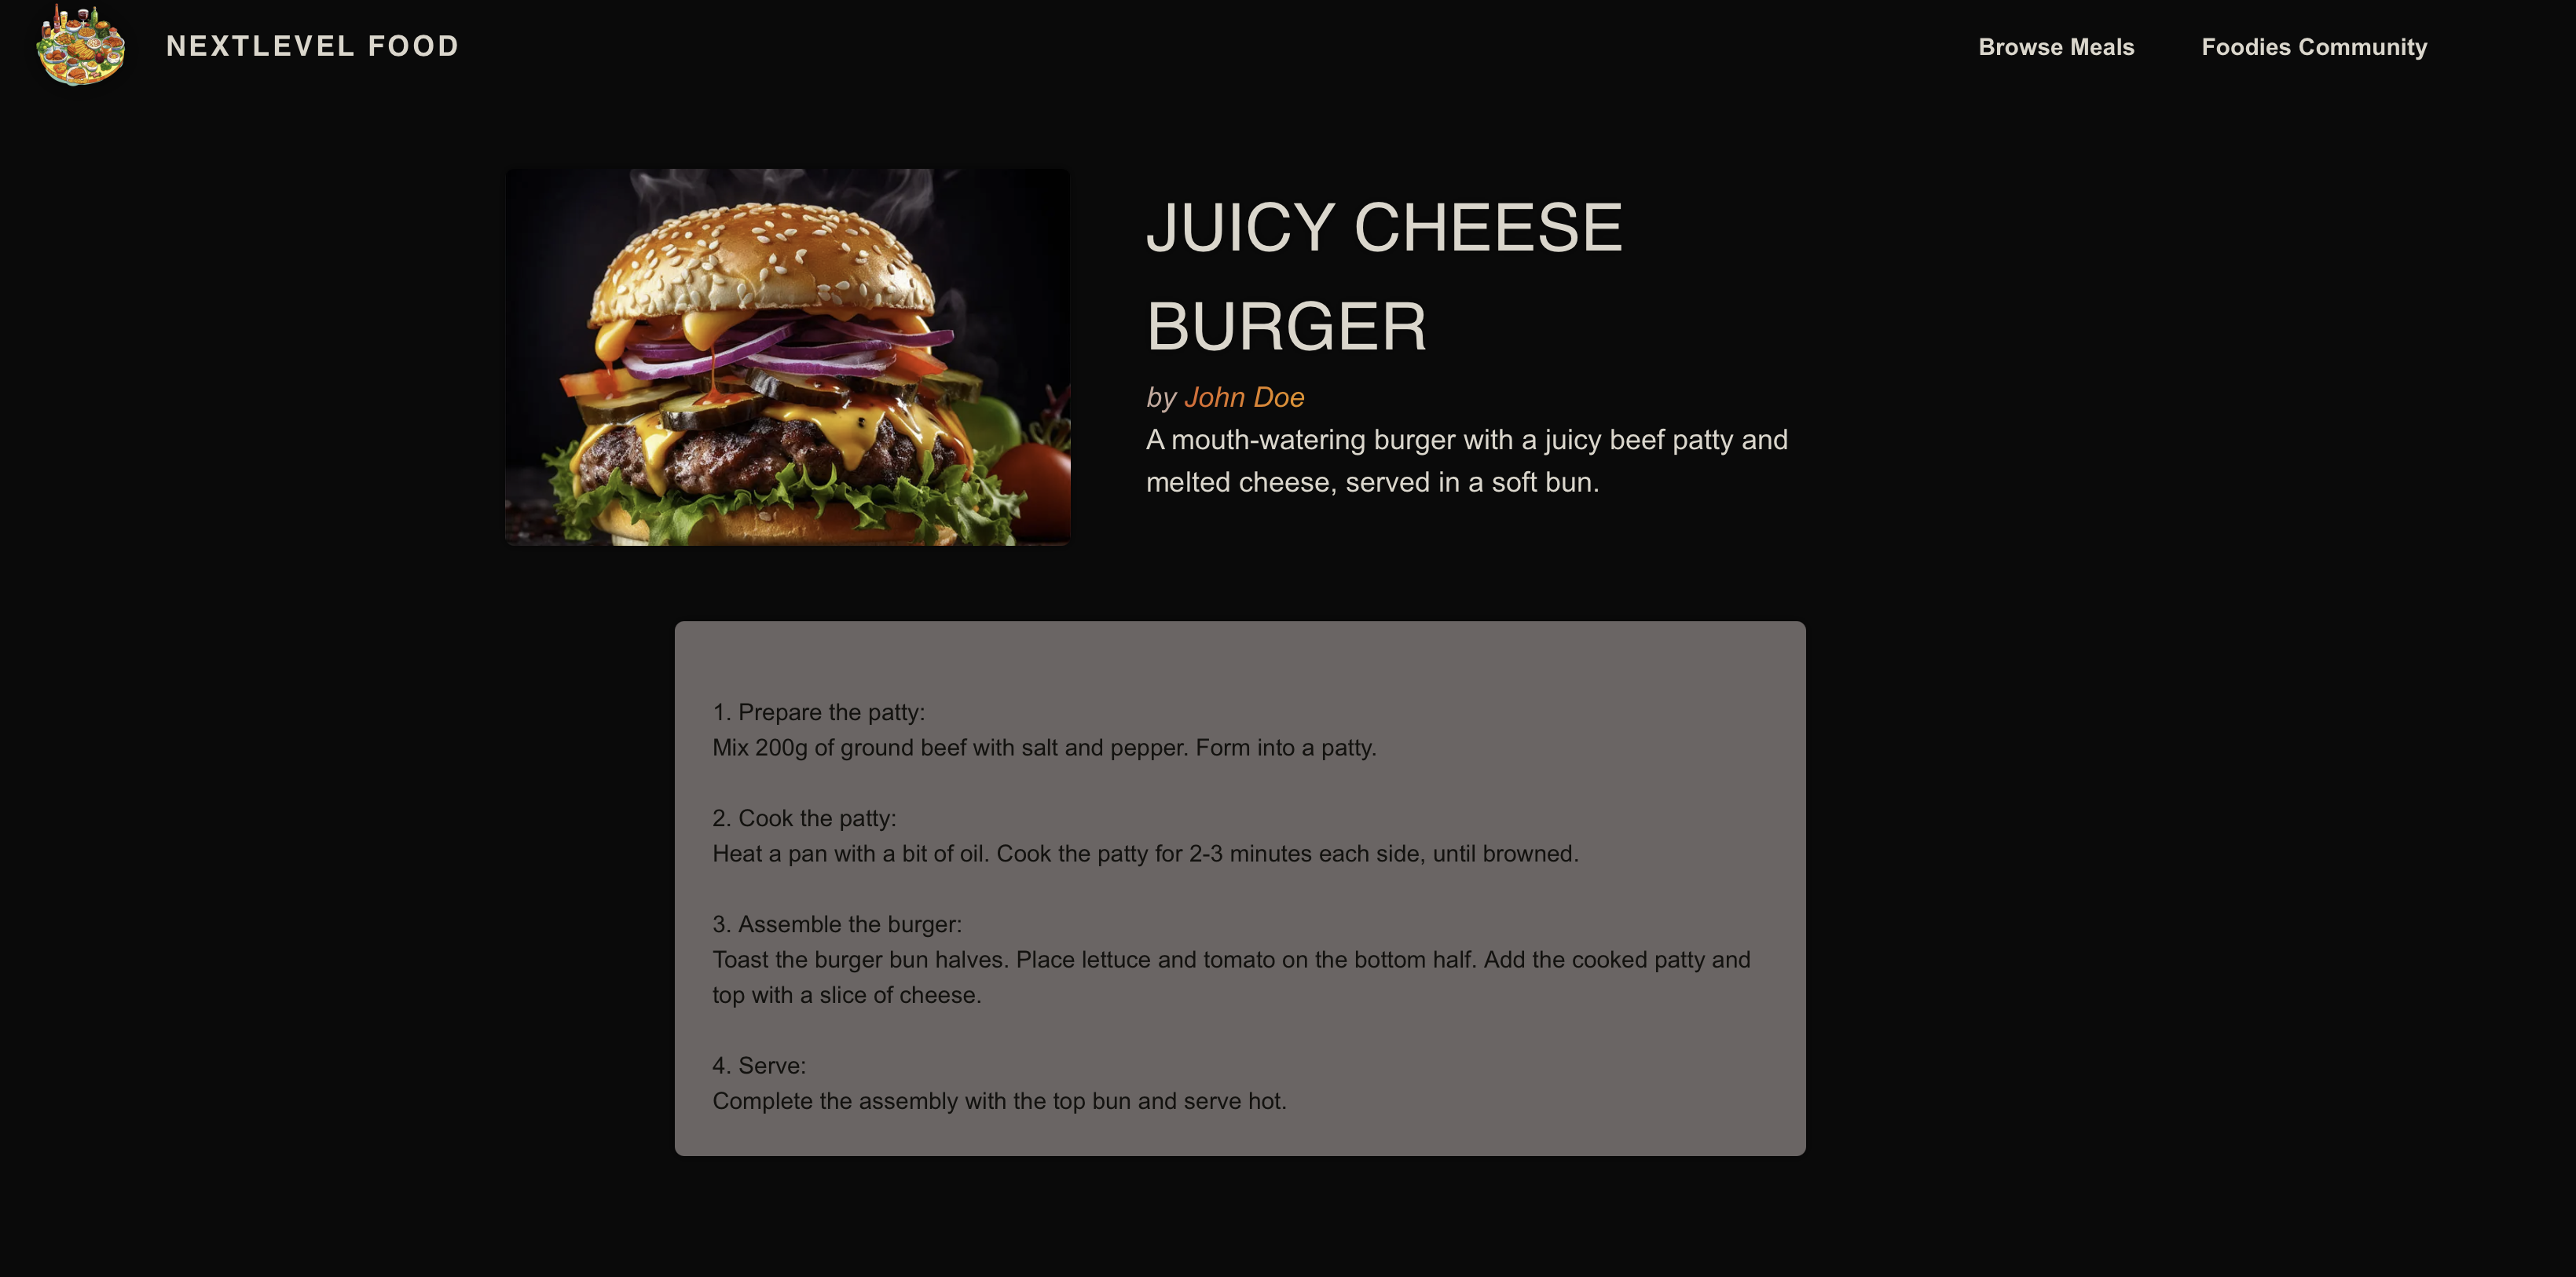 NEXTLEVEL FOOD
Browse Meals
Foodies Community
JUICY CHEESE
BURGER
by John Doe
A mouth-watering burger with a juicy beef patty and
melted cheese, served in a soft bun.
1. Prepare the patty:
Mix 200g of ground beef with salt and pepper. Form into a patty.
2. Cook the patty:
Heat a pan with a bit of oil. Cook the patty for 2-3 minutes each side, until browned.
3. Assemble the burger:
Toast the burger bun halves. Place lettuce and tomato on the bottom half. Add the cooked patty and
top with a slice of cheese.
4. Serve:
Complete the assembly with the top bun and serve hot.